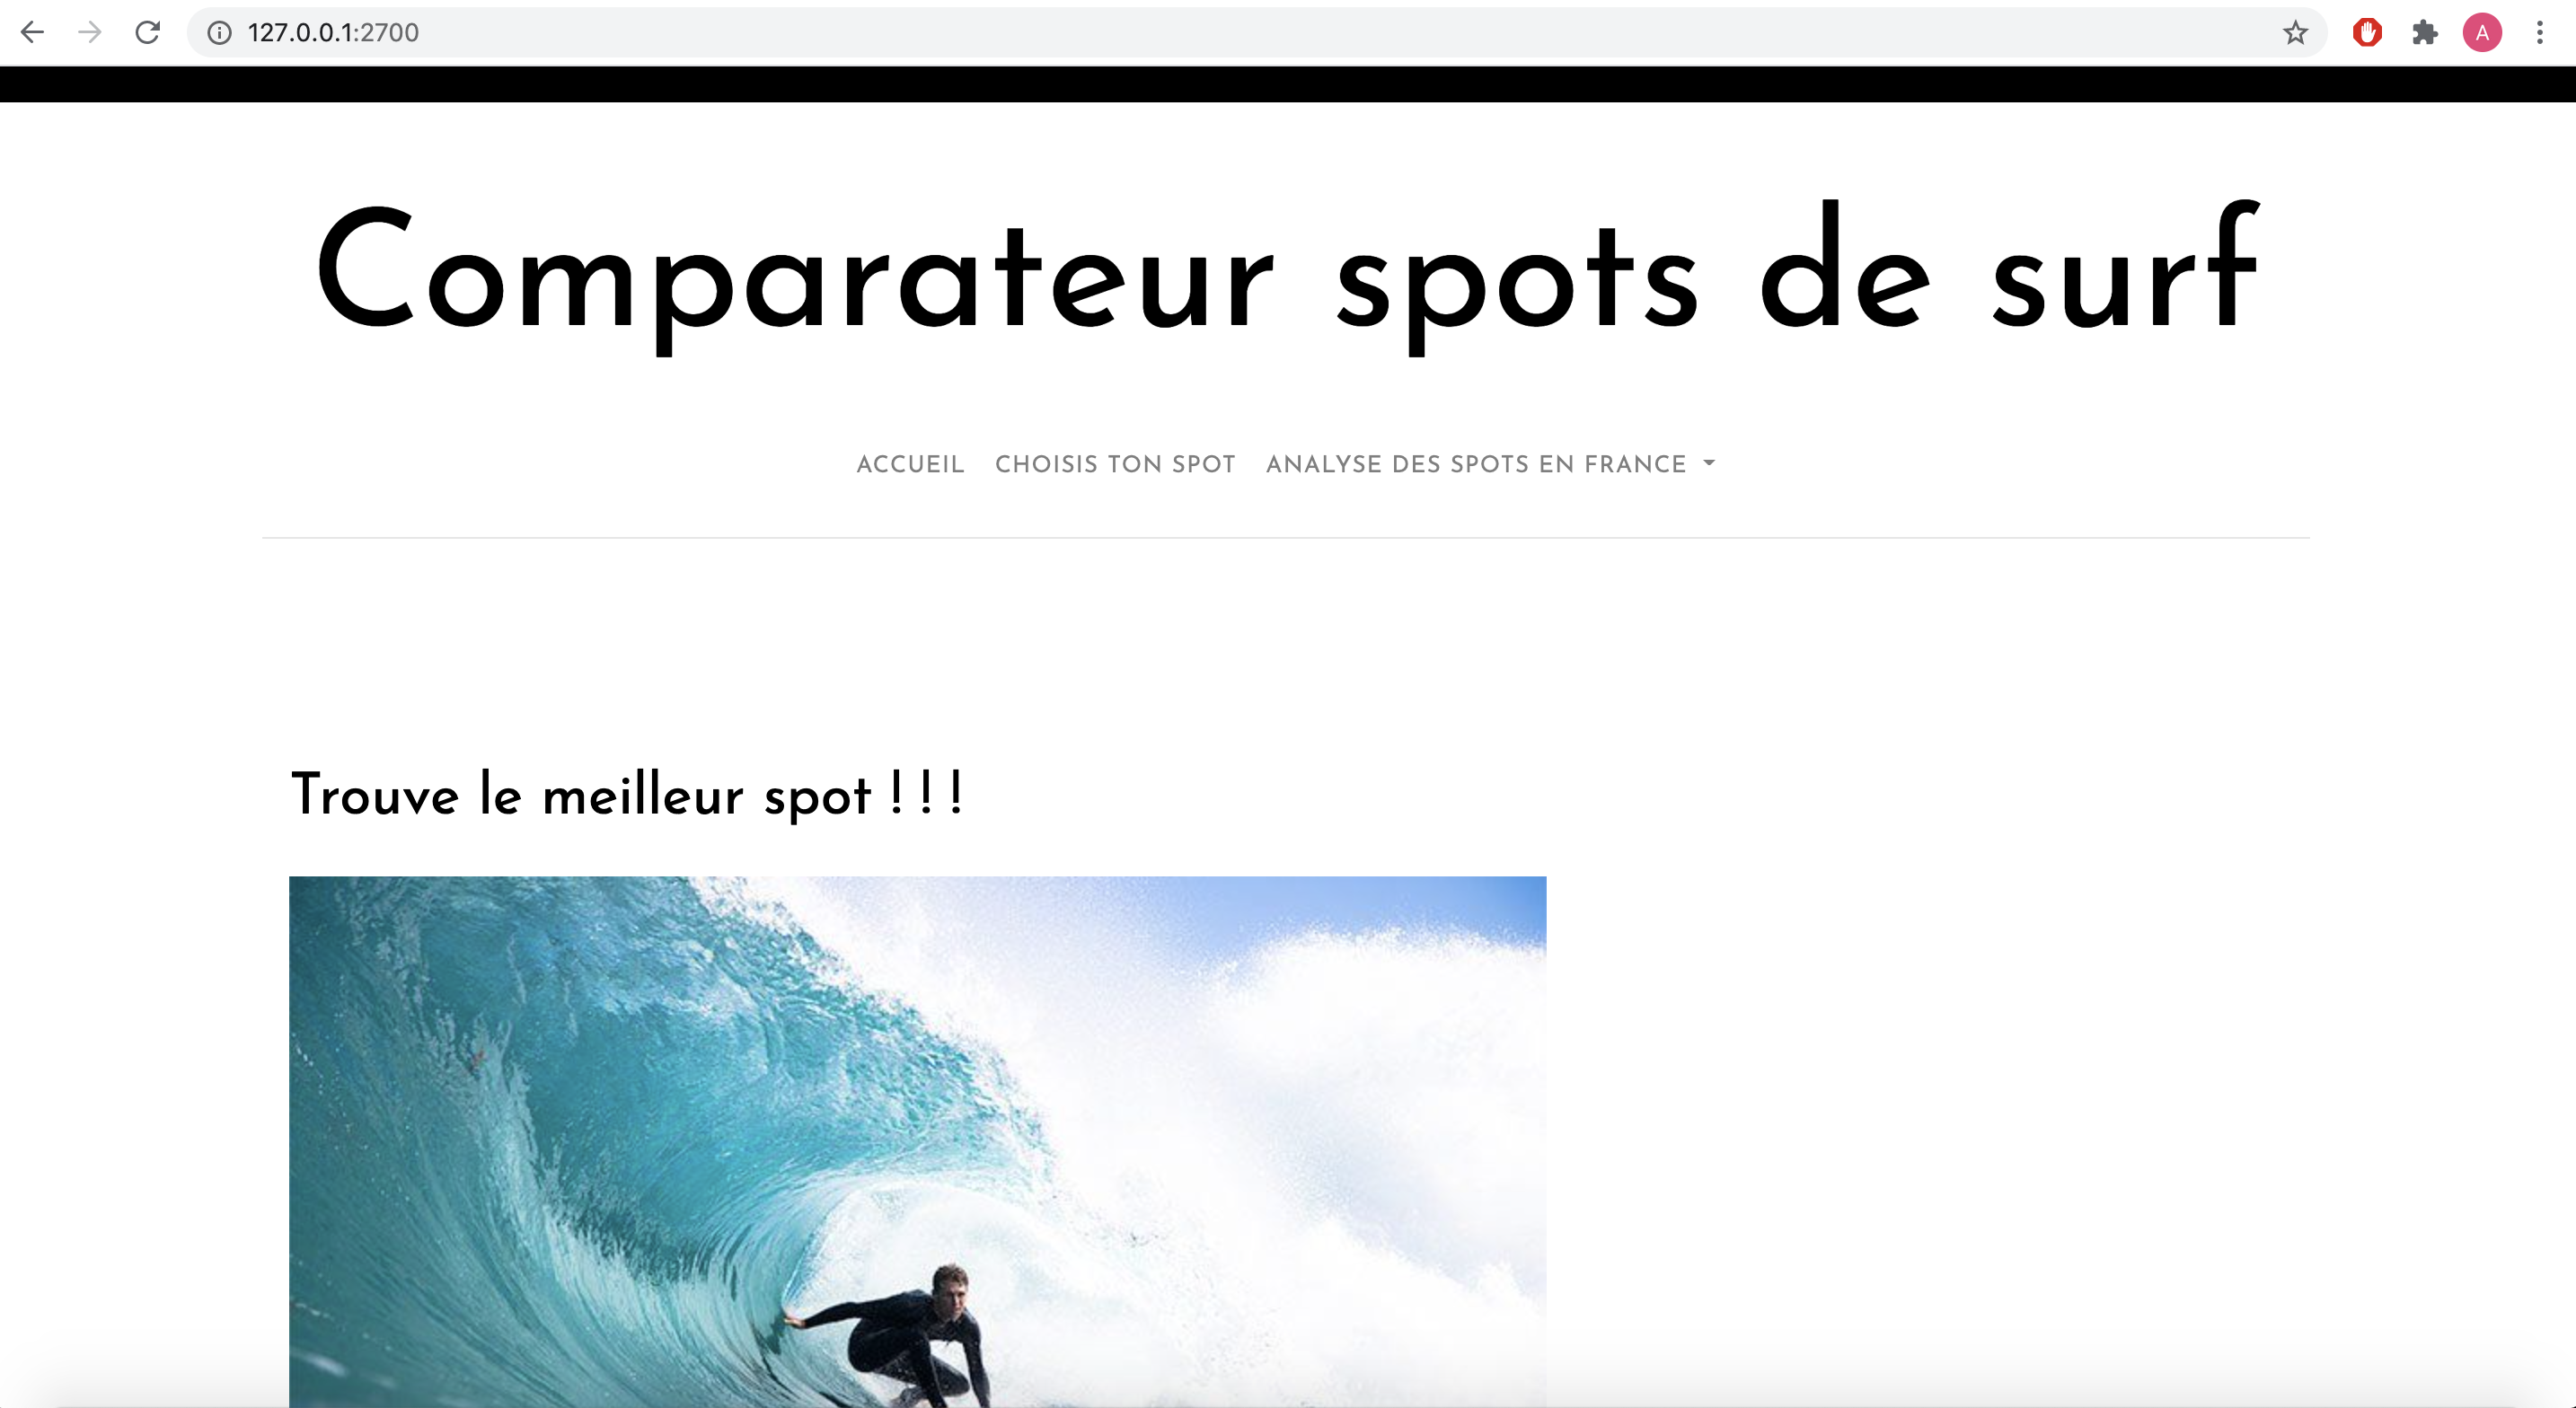 127.0.0.1:2700
A
Comparateur spots de surf
ACCUEIL CHOISIS TON SPOT ANALYSE DES SPOTS EN FRANCE
Trouve le meilleur spot ! ! !